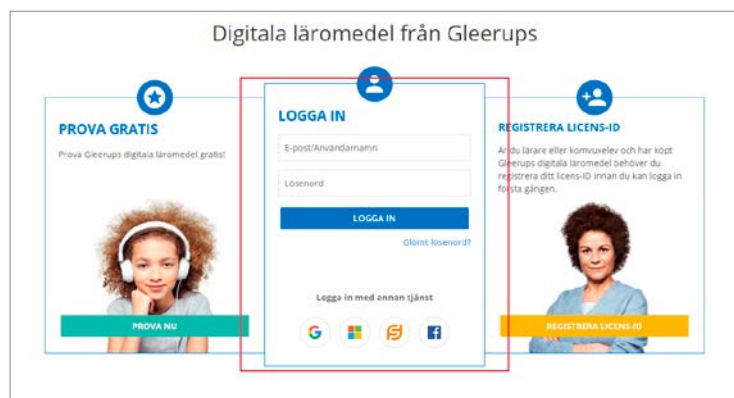 Digitala läromedel från Gleerups
PROVA GRATIS
Prova Gleerups digitala läromedel gratis!
PROVA NU
LOGGA IN
E-post/Användarnamn
Lösenord
LOGGA IN
Glömt lösenord?
Logga in med annan tjänst
REGISTRERA LICENS-ID
Är du lärare eller komvuxelev och har köpt
Gleerups digitala läromedel behöver du
registrera ditt licens-ID innan du kan logga in
första gången.
REGISTRERA LICENS-ID